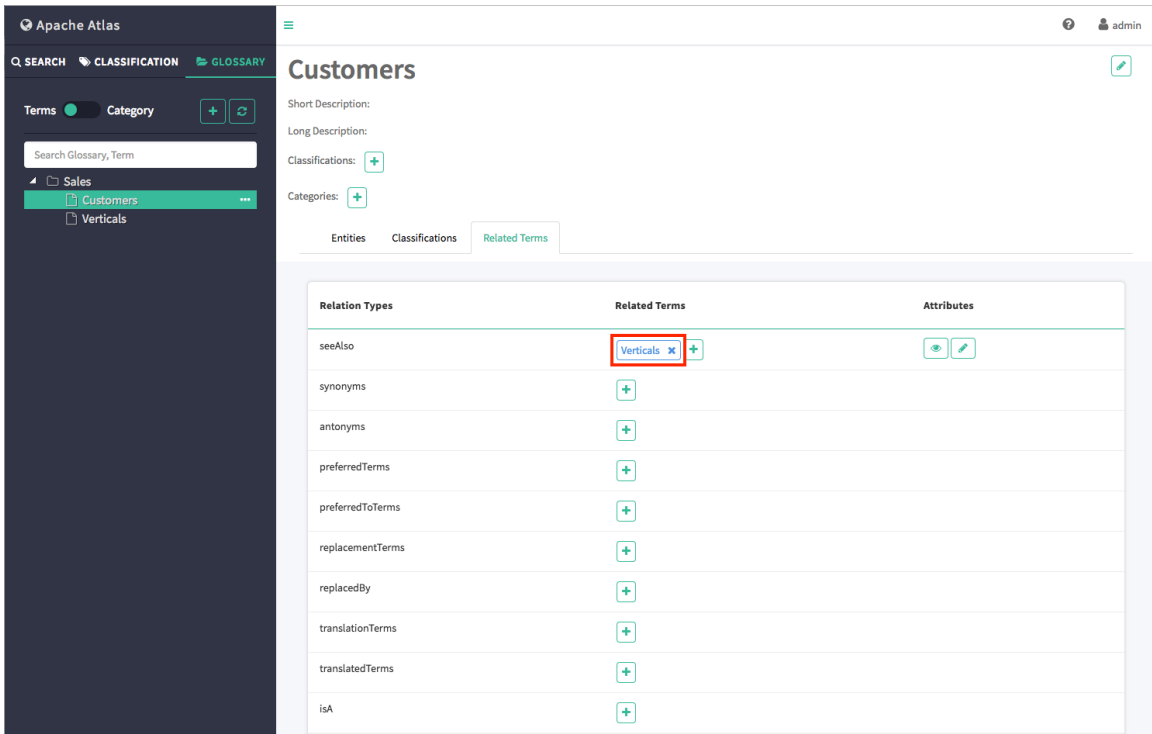 Apache Atlas
admin
SEARCH CLASSIFICATION GLOSSARY
Terms Category
Search Glossary, Term
Sales
Customers
Verticals
Customers
Short Description:
Long Description:
Classifications:
Categories:
Entities Classifications Related Terms
Relation Types Related Terms Attributes
seeAlso Verticals
synonyms
antonyms
preferredTerms
preferredToTerms
replacementTerms
replacedBy
translationTerms
translatedTerms
isA